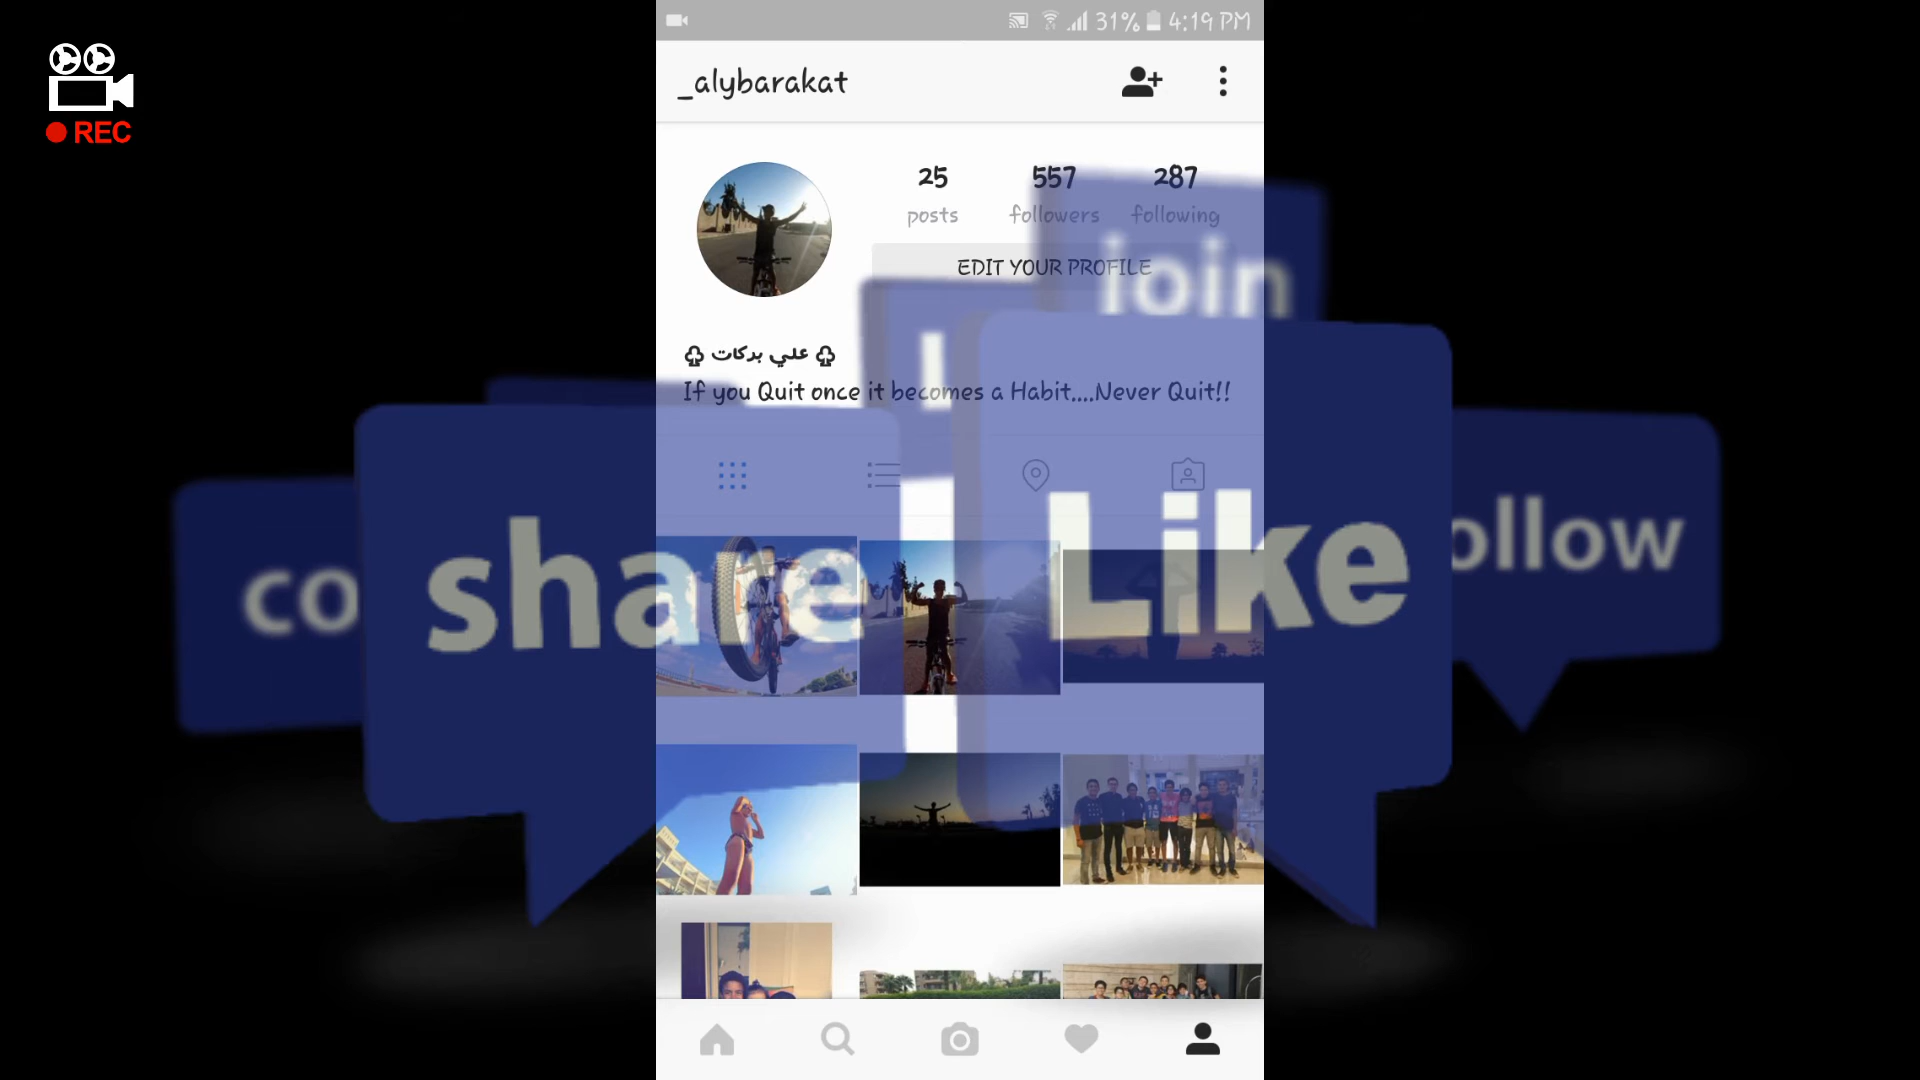 REC
31% 4:19 PM
_alybarakat
25 557 287
posts followers following
EDIT YOUR PROFILE
join
♧ علي بركات ♧
If you Quit once it becomes a Habit....Never Quit!!
co
share
Like
ollow